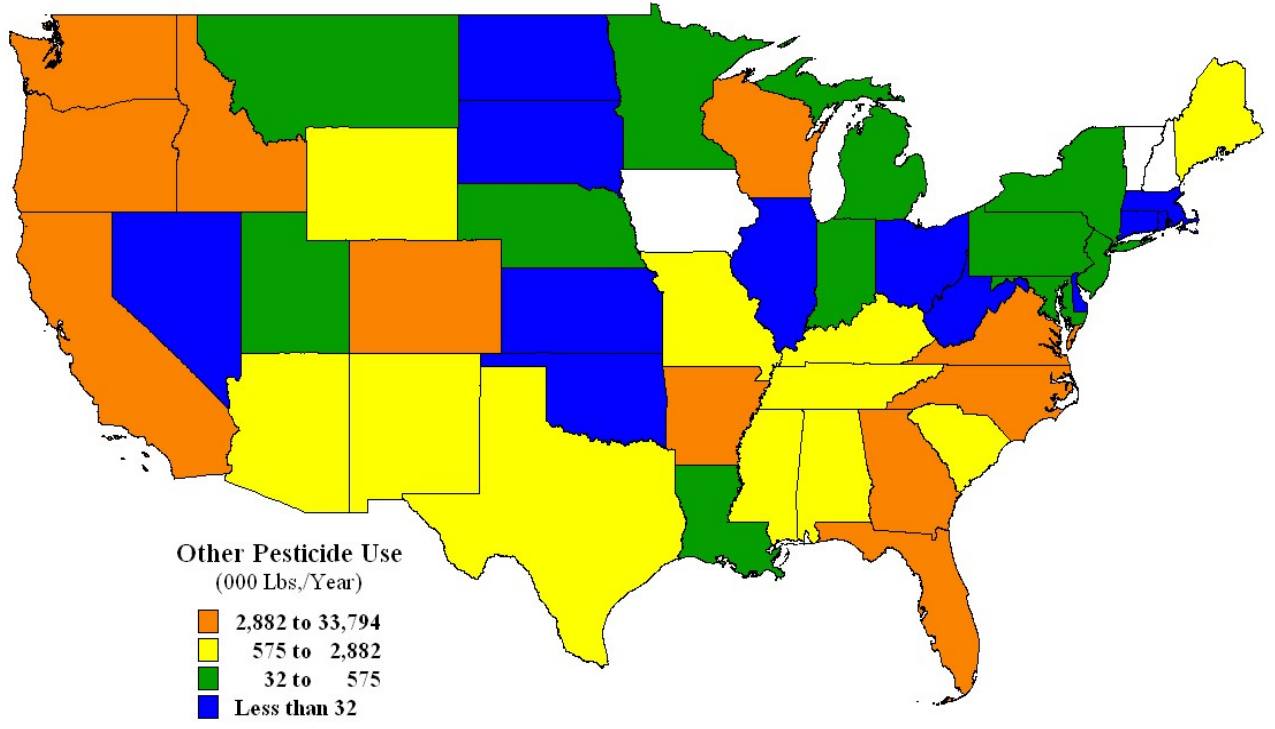 Other Pesticide Use
(000 Lbs,/Year)
2,882 to 33,794
575 to 2,882
32 to 575
Less than 32